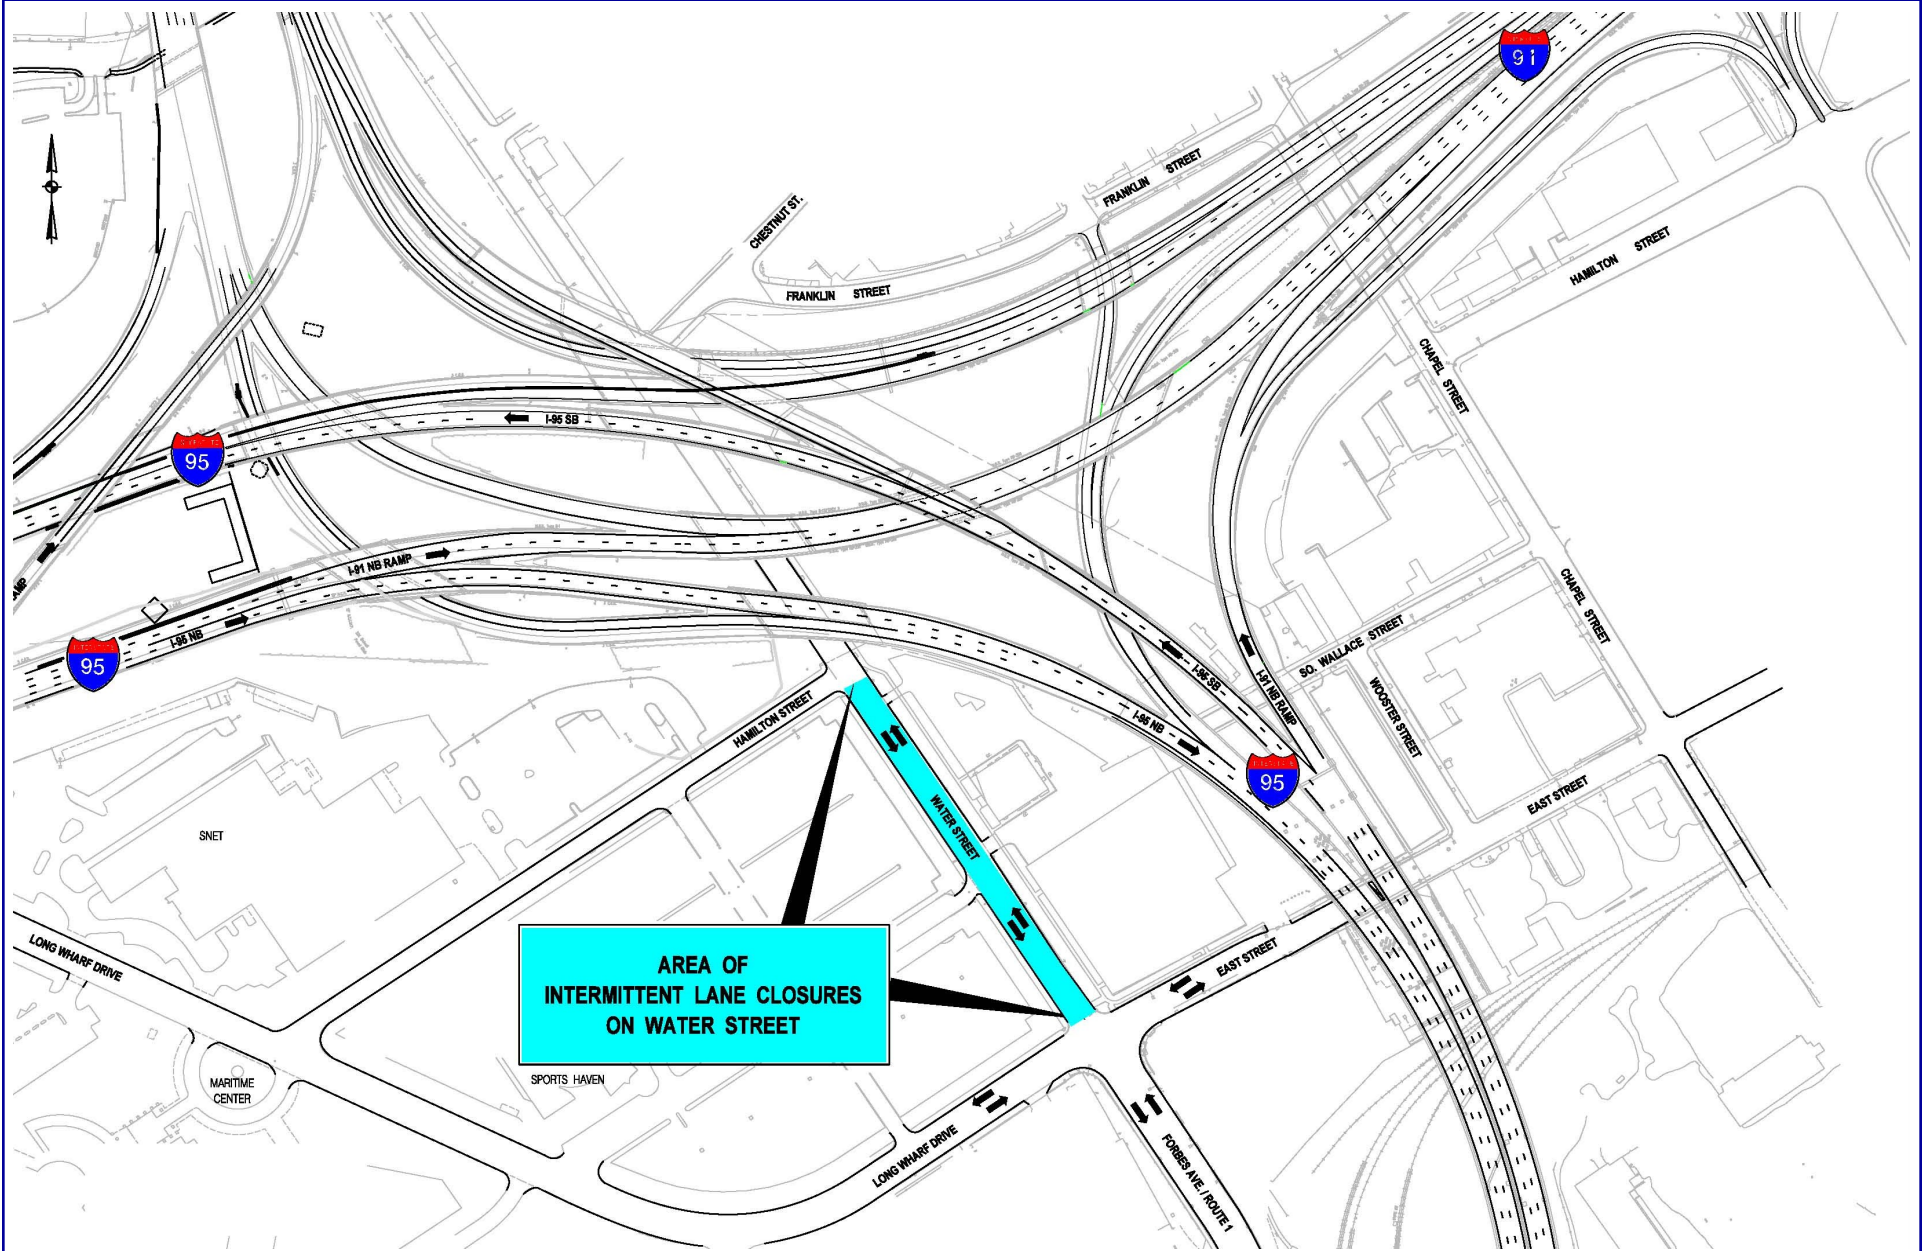 91
FRANKLIN STREET
CHESTNUT ST.
HAMILTON STREET
FRANKLIN STREET
CHAPEL STREET
I-95 SB
95
I-91 NB RAMP
CHAPEL STREET
I-95 NB
95
SO. WALLACE STREET
I-95 SB
I-91 NB RAMP
WOOSTER STREET
HAMILTON STREET
I-95 NB
95
EAST STREET
WATER STREET
SNET
LONG WHARF DRIVE
AREA OF
INTERMITTENT LANE CLOSURES
ON WATER STREET
EAST STREET
SPORTS HAVEN
MARITIME
CENTER
LONG WHARF DRIVE
FORBES AVE. / ROUTE 1